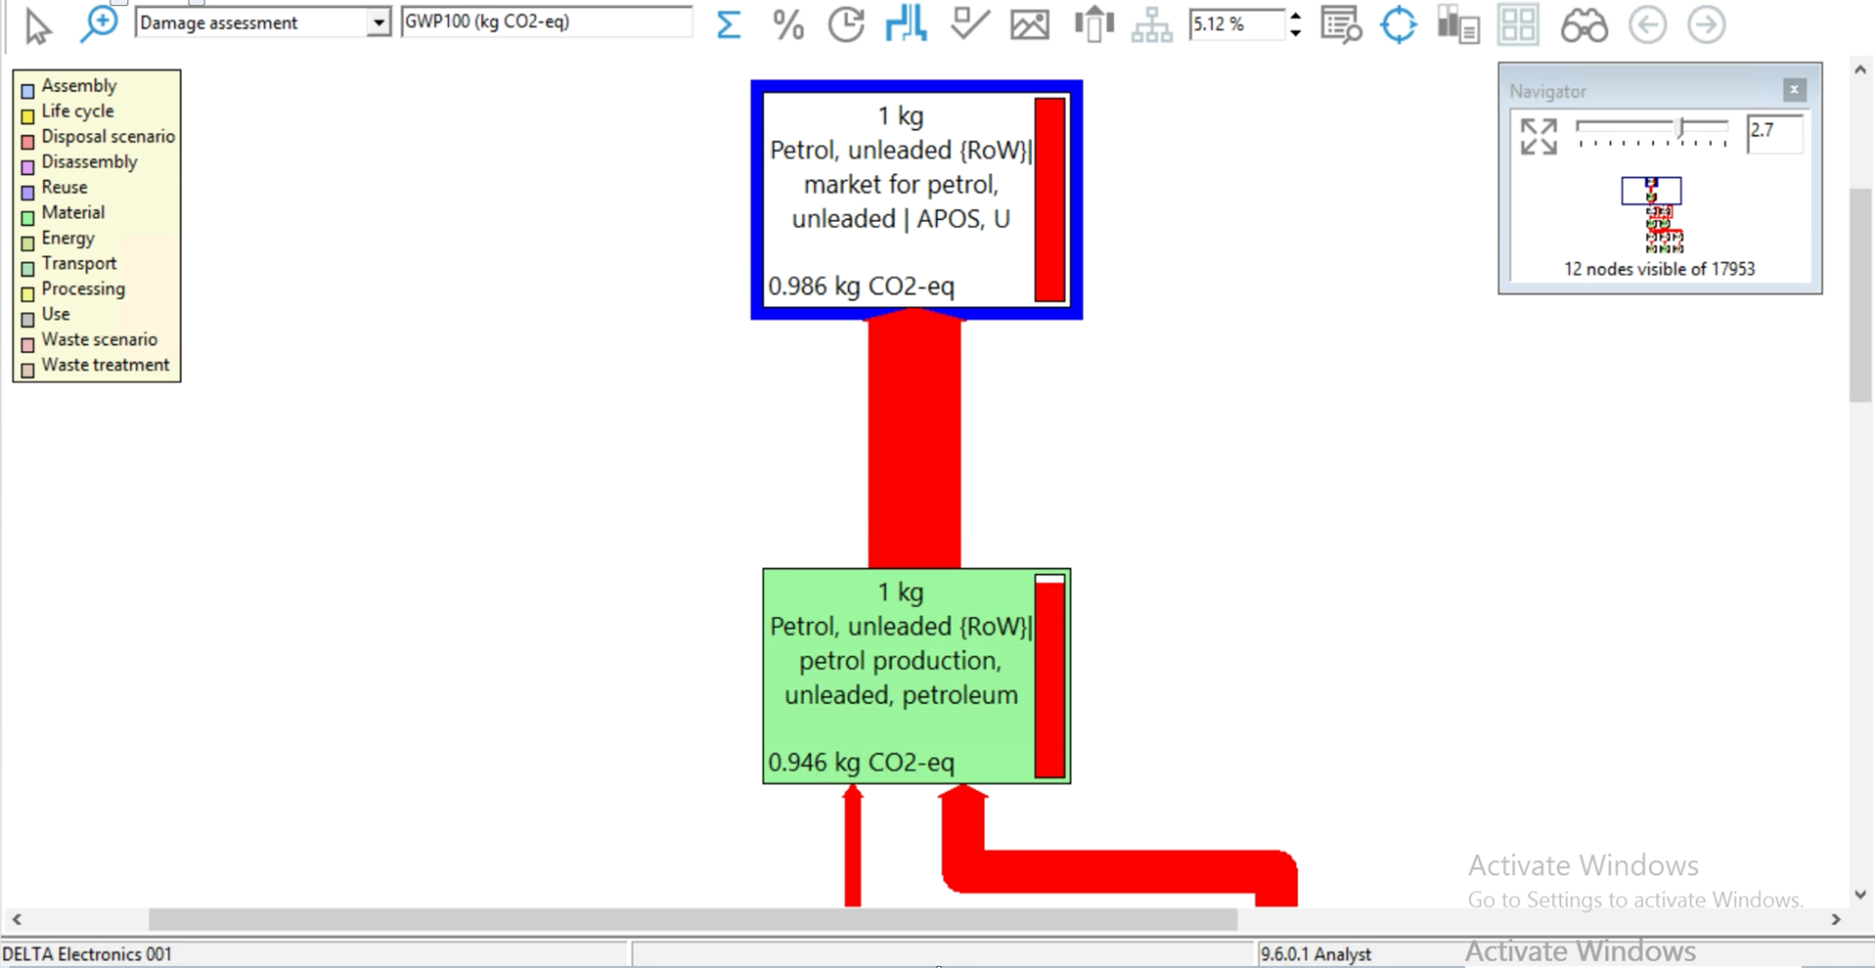 Damage assessment
GWP100 (kg CO2-eq)
%
5.12 %
Assembly
Life cycle
Disposal scenario
Disassembly
Reuse
Material
Energy
Transport
Processing
Use
Waste scenario
Waste treatment
1 kg
Petrol, unleaded {RoW}|
market for petrol,
unleaded | APOS, U
0.986 kg CO2-eq
Navigator
2.7
12 nodes visible of 17953
1 kg
Petrol, unleaded {RoW}|
petrol production,
unleaded, petroleum
0.946 kg CO2-eq
Activate Windows
Go to Settings to activate Windows.
DELTA Electronics 001
9.6.0.1 Analyst
Activate Windows